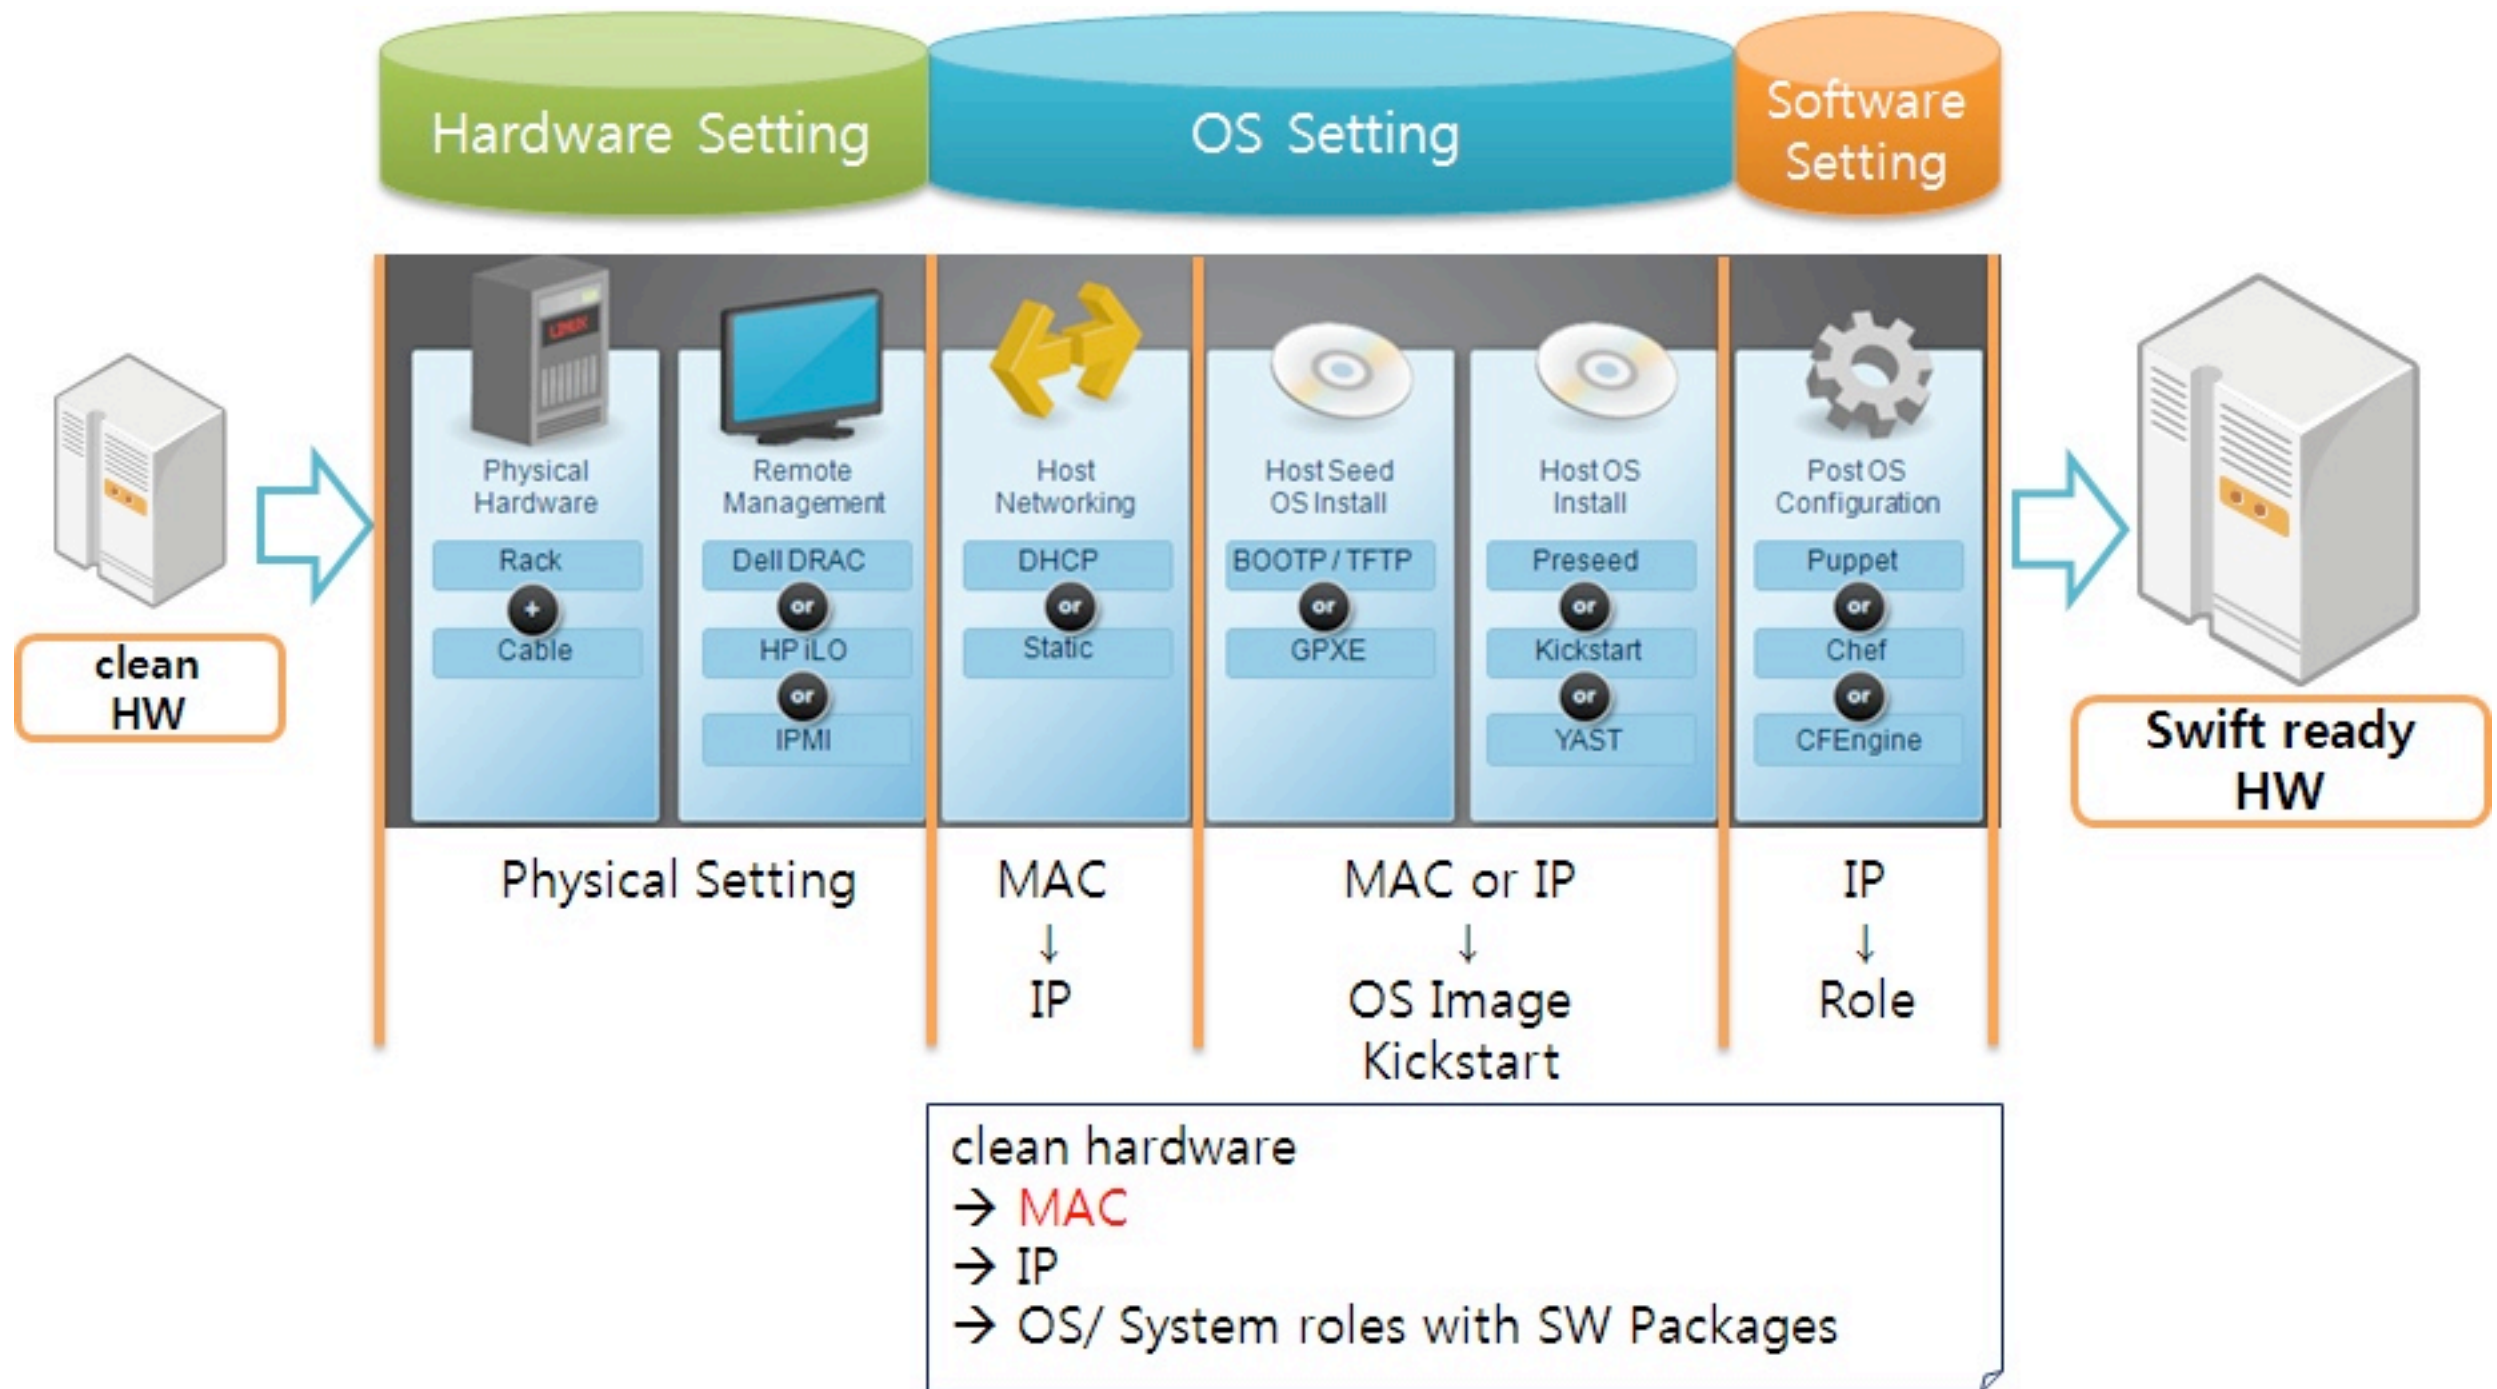 Hardware Setting
OS Setting
Software
Setting
LINUX
Physical
Hardware
Rack
+
Cable
Remote
Management
Dell DRAC
or
HP iLO
or
IPMI
Host
Networking
DHCP
or
Static
Host Seed
OS Install
BOOTP / TFTP
or
GPXE
Host OS
Install
Preseed
or
Kickstart
or
YAST
Post OS
Configuration
Puppet
or
Chef
or
CFEngine
clean
HW
Swift ready
HW
Physical Setting
MAC
↓
IP
MAC or IP
↓
OS Image
Kickstart
IP
↓
Role
clean hardware
→ MAC
→ IP
→ OS/ System roles with SW Packages